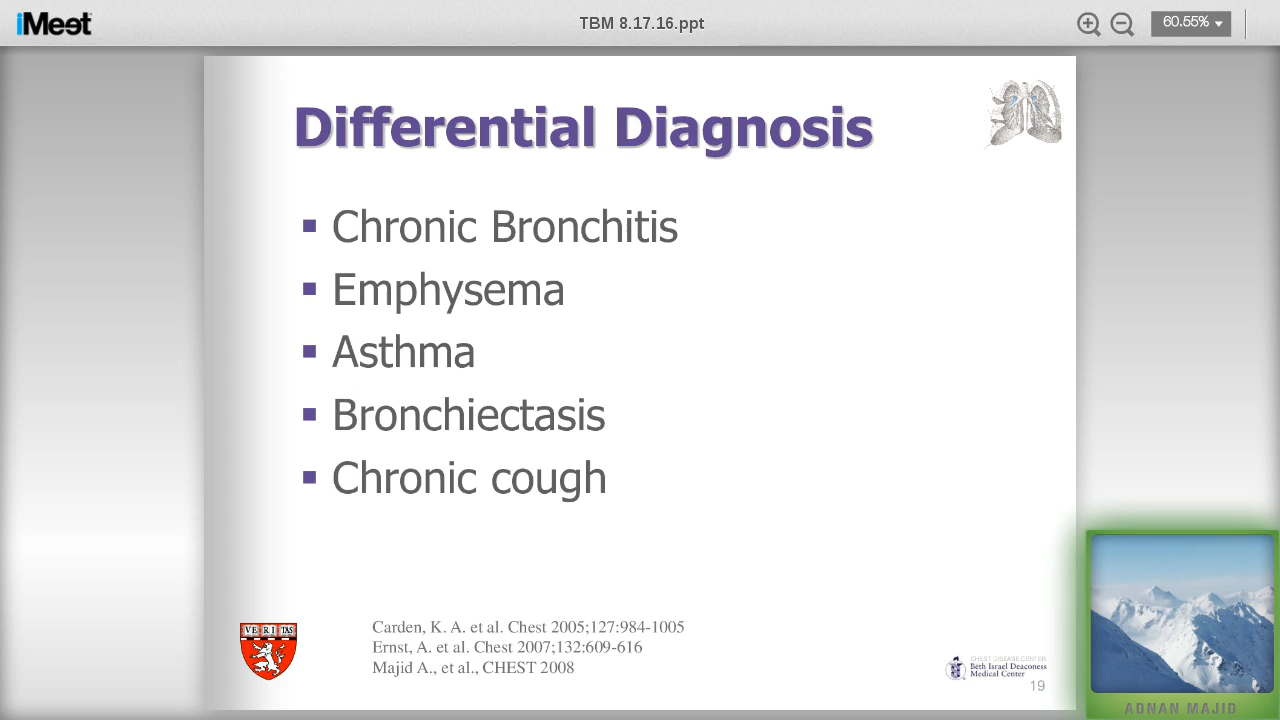 iMeet
TBM 8.17.16.ppt
60.55%
Differential Diagnosis
Chronic Bronchitis
Emphysema
Asthma
Bronchiectasis
Chronic cough
VE RI TAS
Carden, K. A. et al. Chest 2005;127:984-1005
Ernst, A. et al. Chest 2007;132:609-616
Majid A., et al., CHEST 2008
CHEST DISEASE CENTER
Beth Israel Deaconess
Medical Center
19
ADNAN MAJID